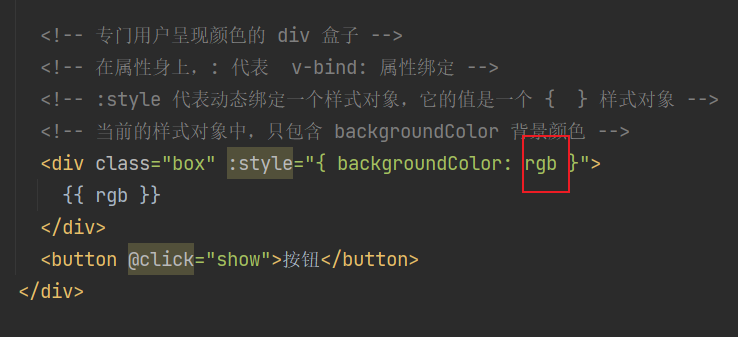 <!-- 专门用户呈现颜色的 div 盒子 -->
<!-- 在属性身上，: 代表  v-bind: 属性绑定 -->
<!-- :style 代表动态绑定一个样式对象，它的值是一个 {  } 样式对象 -->
<!-- 当前的样式对象中，只包含 backgroundColor 背景颜色 -->
<div class="box" :style="{ backgroundColor: rgb }">
{{ rgb }}
</div>
<button @click="show">按钮</button>
</div>